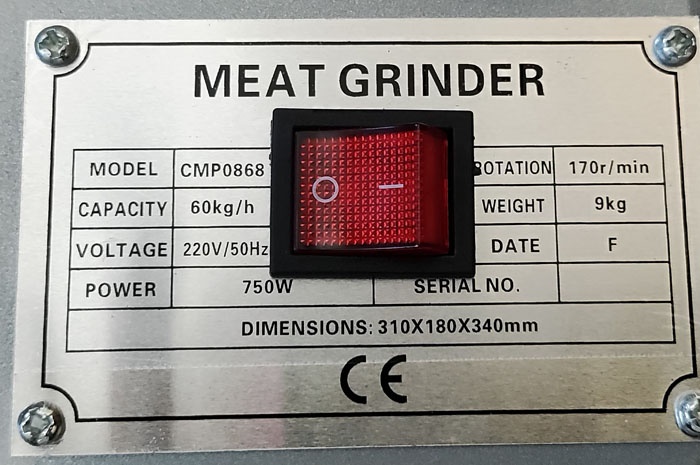 MEAT GRINDER
MODEL CMP0868 ROTATION 170r/min
CAPACITY 60kg/h WEIGHT 9kg
VOLTAGE 220V/50Hz DATE F
POWER 750W SERIAL NO.
DIMENSIONS: 310X180X340mm
CE